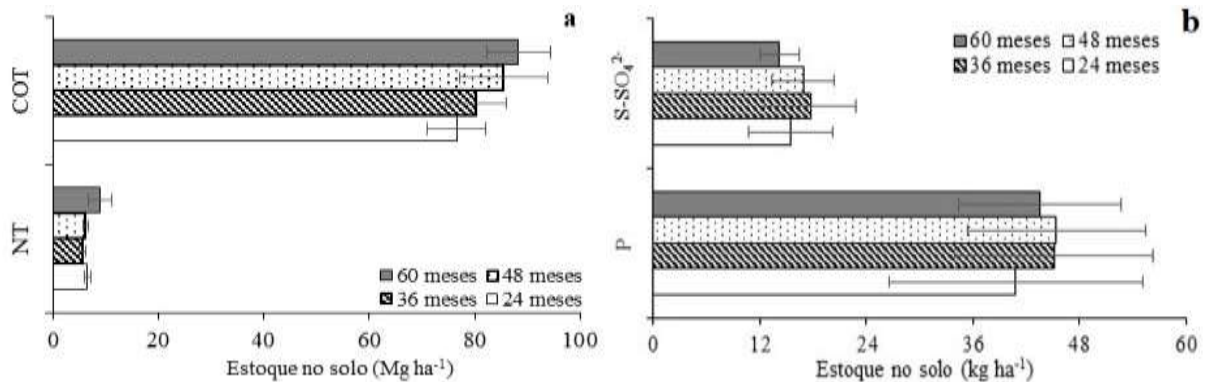 a
COT
NT
60 meses 48 meses
36 meses 24 meses
0 20 40 60 80 100
Estoque no solo (Mg ha⁻¹)
b
60 meses 48 meses
36 meses 24 meses
S-SO₄²⁻
P
0 12 24 36 48 60
Estoque no solo (kg ha⁻¹)